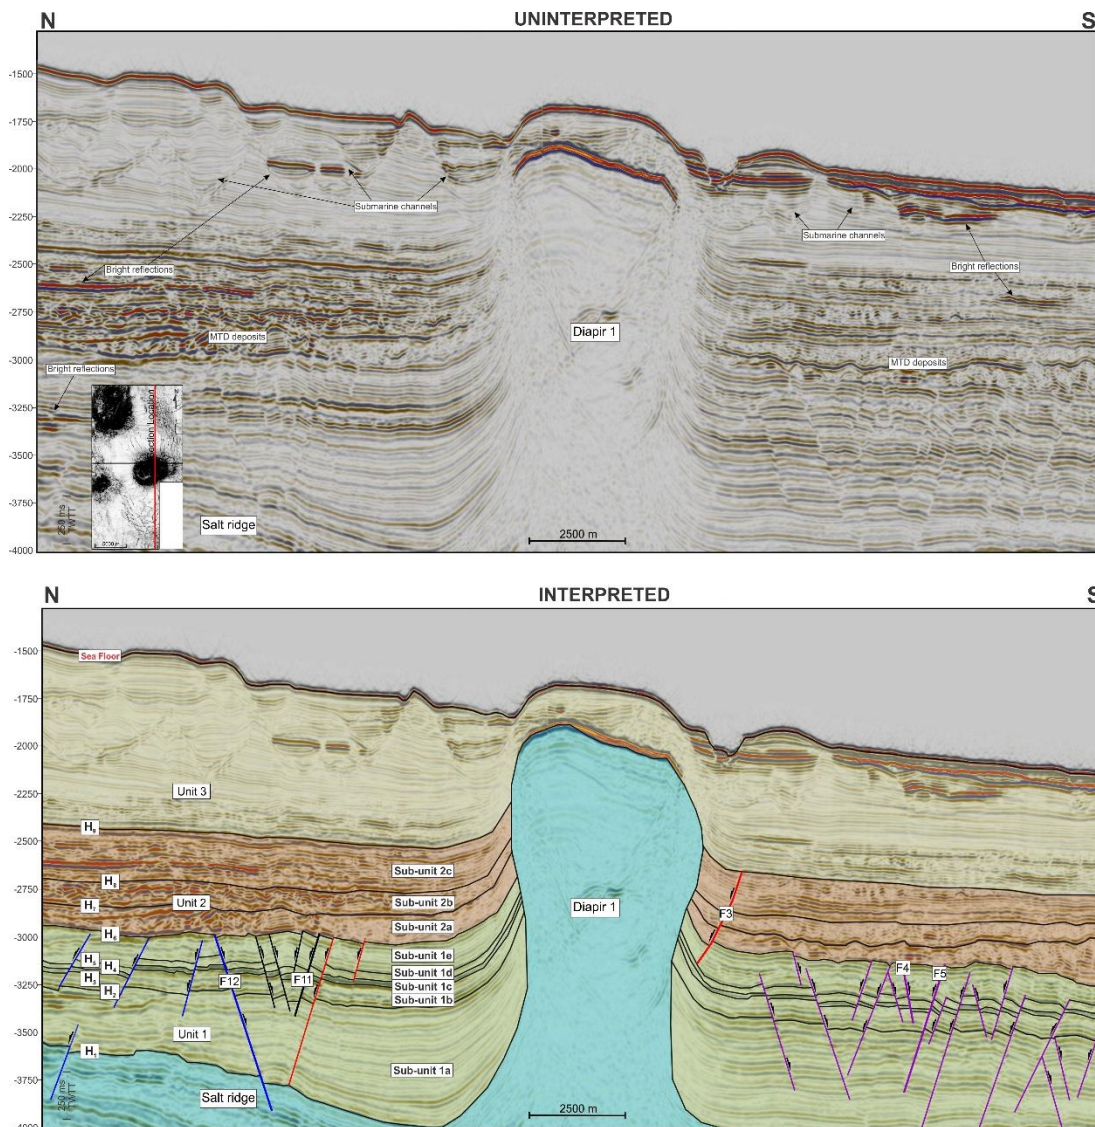 N
UNINTERPRETED
S
-1500
-1750
-2000
-2250
-2500
-2750
-3000
-3250
-3500
-3750
-4000
Submarine channels
Submarine channels
Bright reflections
Bright reflections
MTD deposits
Diapir 1
MTD deposits
Bright reflections
Section Location
250 ms
TWTT
Salt ridge
2500 m
N
INTERPRETED
S
-1500
-1750
-2000
-2250
-2500
-2750
-3000
-3250
-3500
-3750
-4000
Sea Floor
Unit 3
H₉
Sub-unit 2c
H₈
Unit 2
Sub-unit 2b
H₇
Diapir 1
F3
Sub-unit 2a
H₆
Sub-unit 1e
H₅
H₄
Sub-unit 1d
F4
F5
F12
F11
H₃
Sub-unit 1c
H₂
Sub-unit 1b
Unit 1
H₁
Sub-unit 1a
250 ms
TWTT
Salt ridge
2500 m